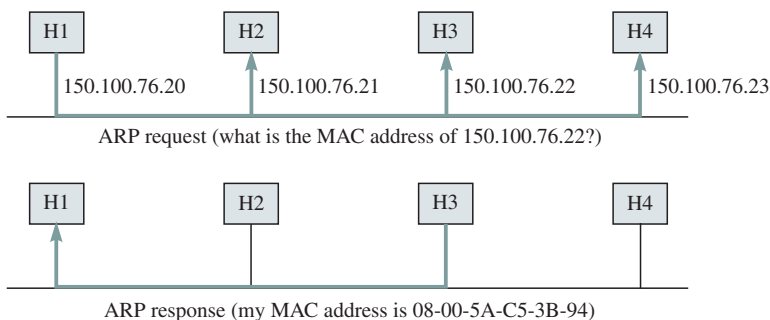 H1 H2 H3 H4
150.100.76.20 150.100.76.21 150.100.76.22 150.100.76.23
ARP request (what is the MAC address of 150.100.76.22?)
H1 H2 H3 H4
ARP response (my MAC address is 08-00-5A-C5-3B-94)